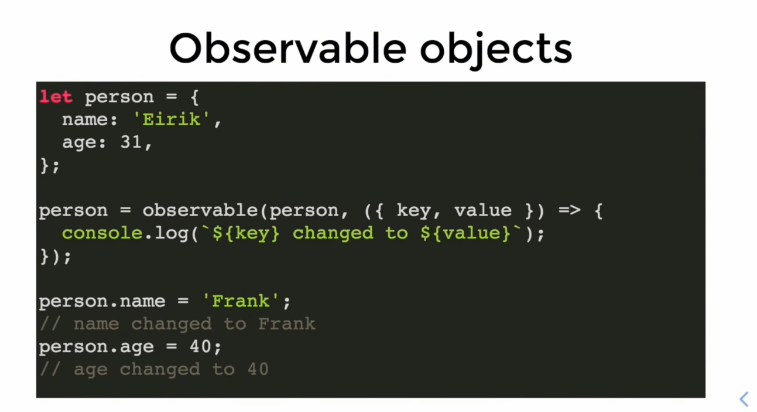 Observable objects
let person = {
  name: 'Eirik',
  age: 31,
};

person = observable(person, ({ key, value }) => {
  console.log(`${key} changed to ${value}`);
});

person.name = 'Frank';
// name changed to Frank
person.age = 40;
// age changed to 40